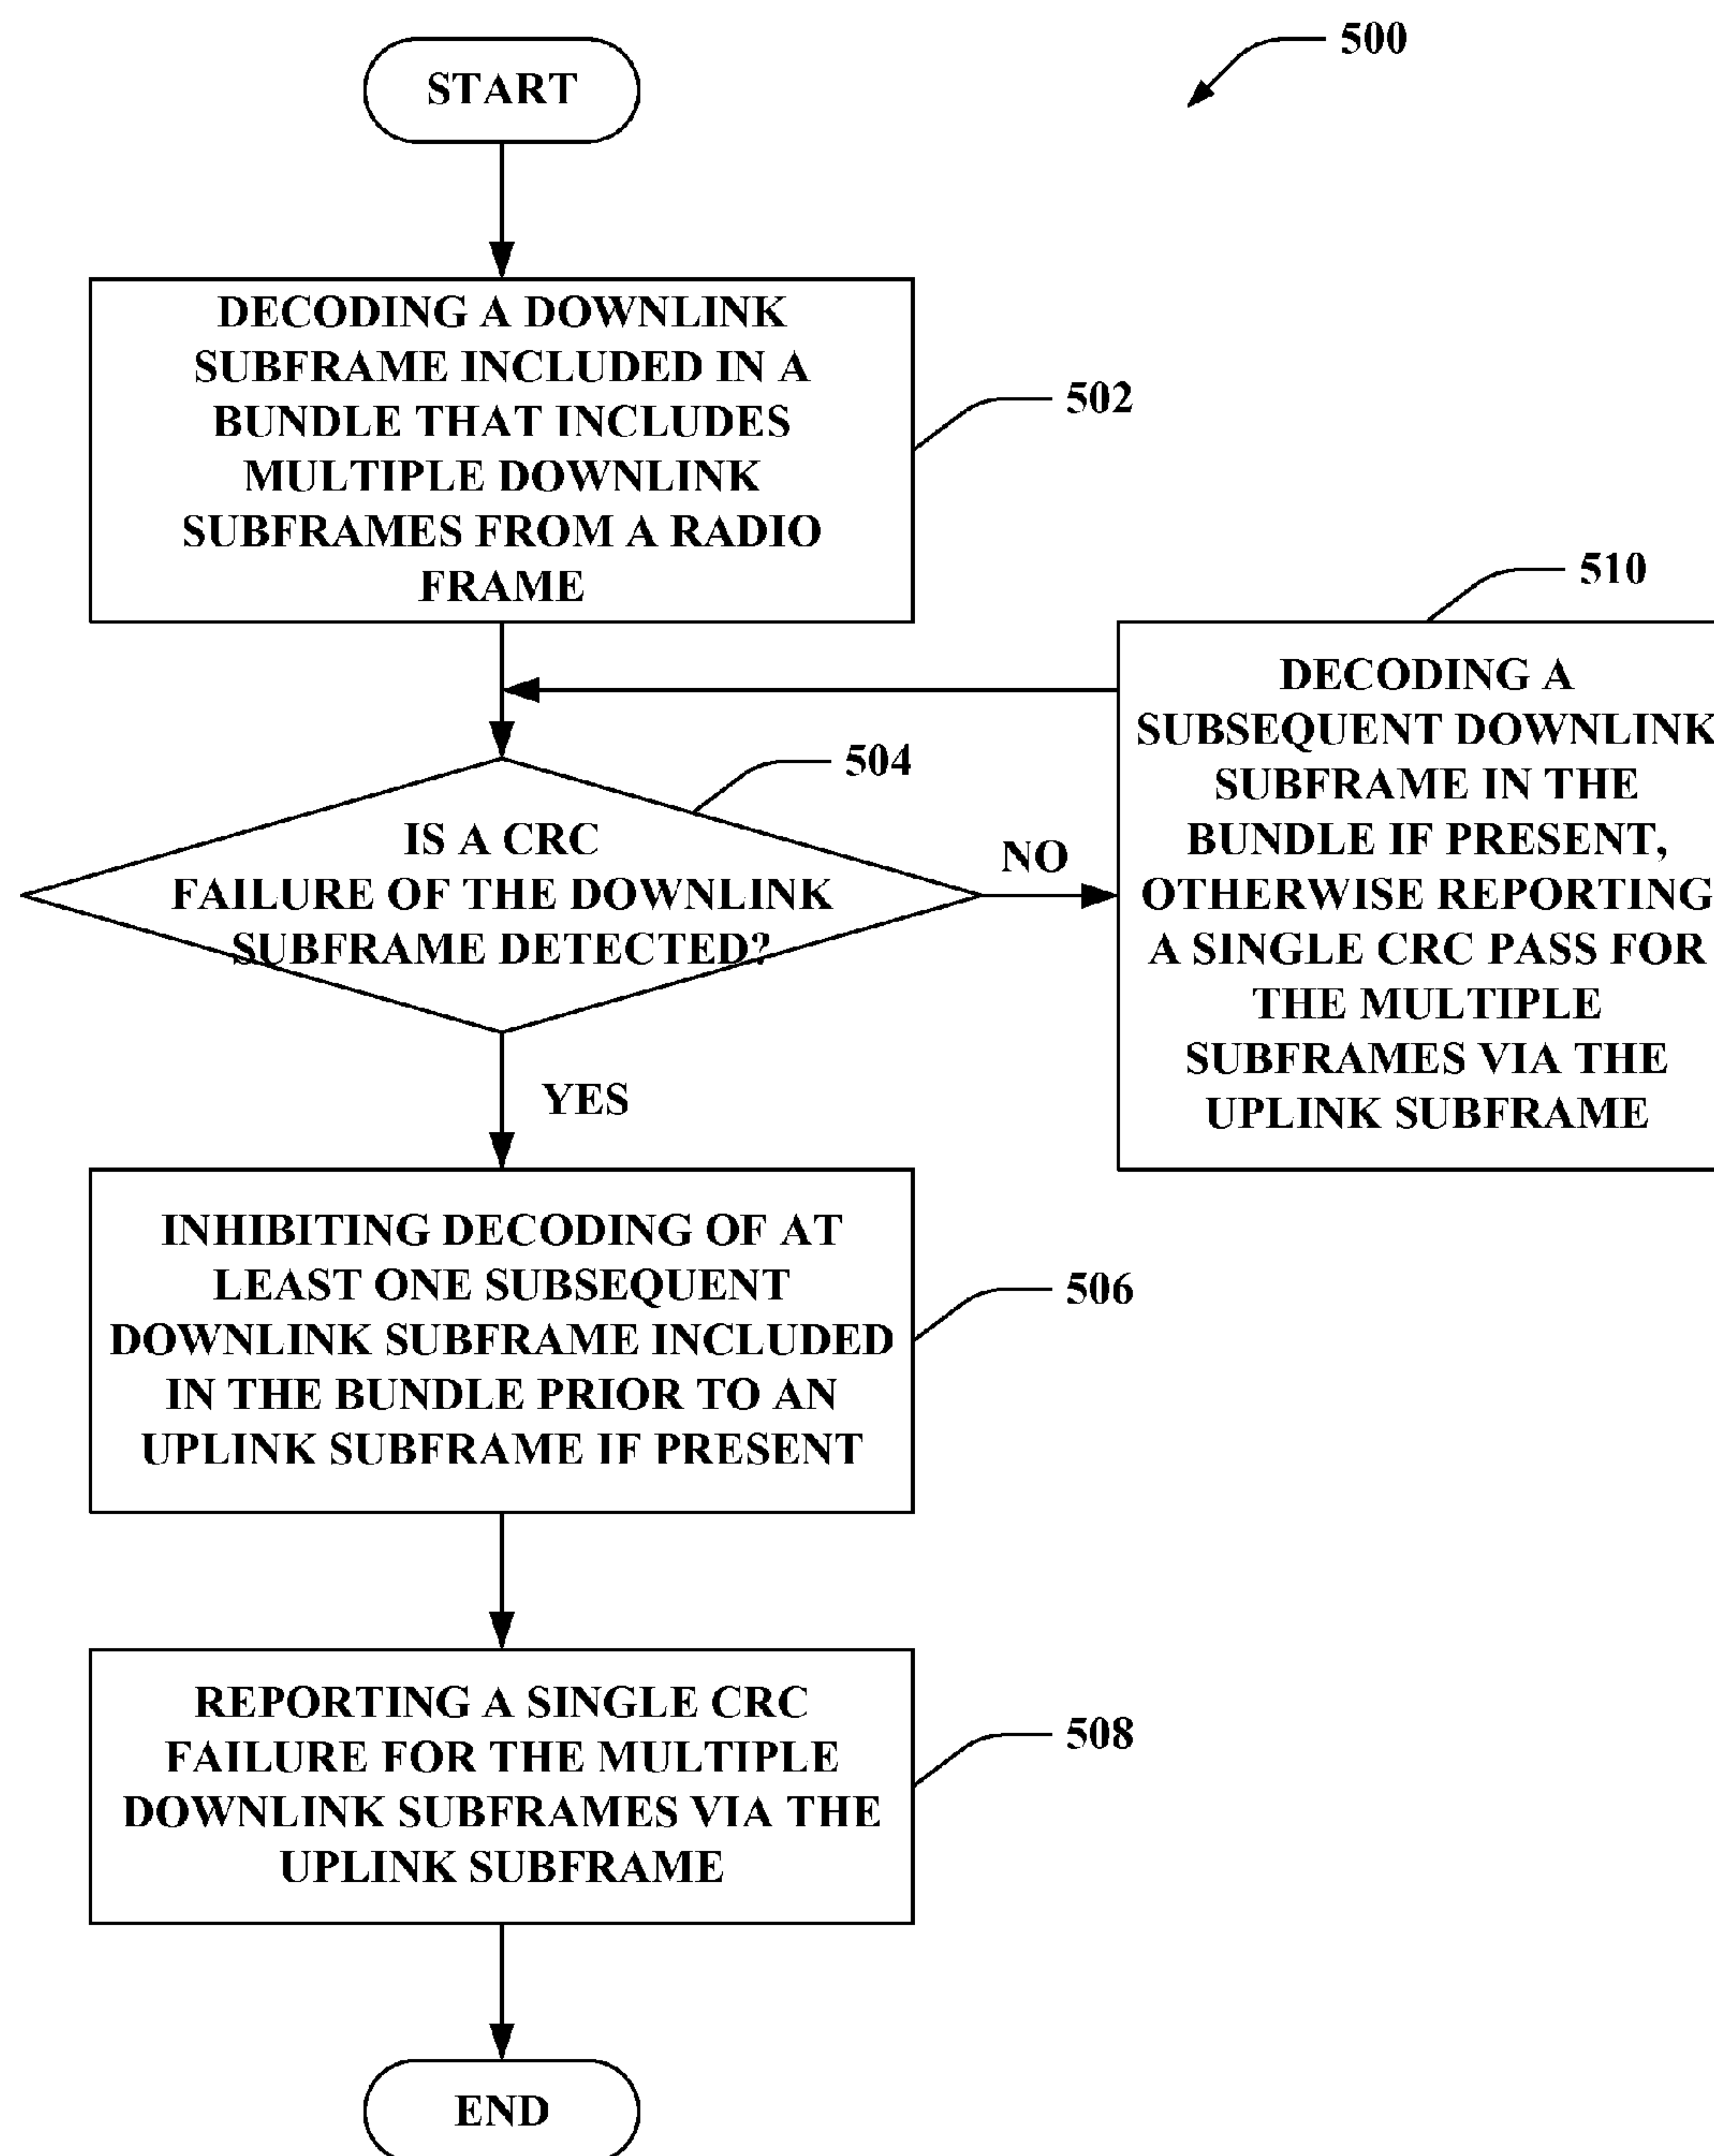 500
START
DECODING A DOWNLINK
SUBFRAME INCLUDED IN A
BUNDLE THAT INCLUDES
MULTIPLE DOWNLINK
SUBFRAMES FROM A RADIO
FRAME
502
510
DECODING A
SUBSEQUENT DOWNLINK
SUBFRAME IN THE
BUNDLE IF PRESENT,
OTHERWISE REPORTING
A SINGLE CRC PASS FOR
THE MULTIPLE
SUBFRAMES VIA THE
UPLINK SUBFRAME
504
IS A CRC
FAILURE OF THE DOWNLINK
SUBFRAME DETECTED?
NO
YES
INHIBITING DECODING OF AT
LEAST ONE SUBSEQUENT
DOWNLINK SUBFRAME INCLUDED
IN THE BUNDLE PRIOR TO AN
UPLINK SUBFRAME IF PRESENT
506
REPORTING A SINGLE CRC
FAILURE FOR THE MULTIPLE
DOWNLINK SUBFRAMES VIA THE
UPLINK SUBFRAME
508
END